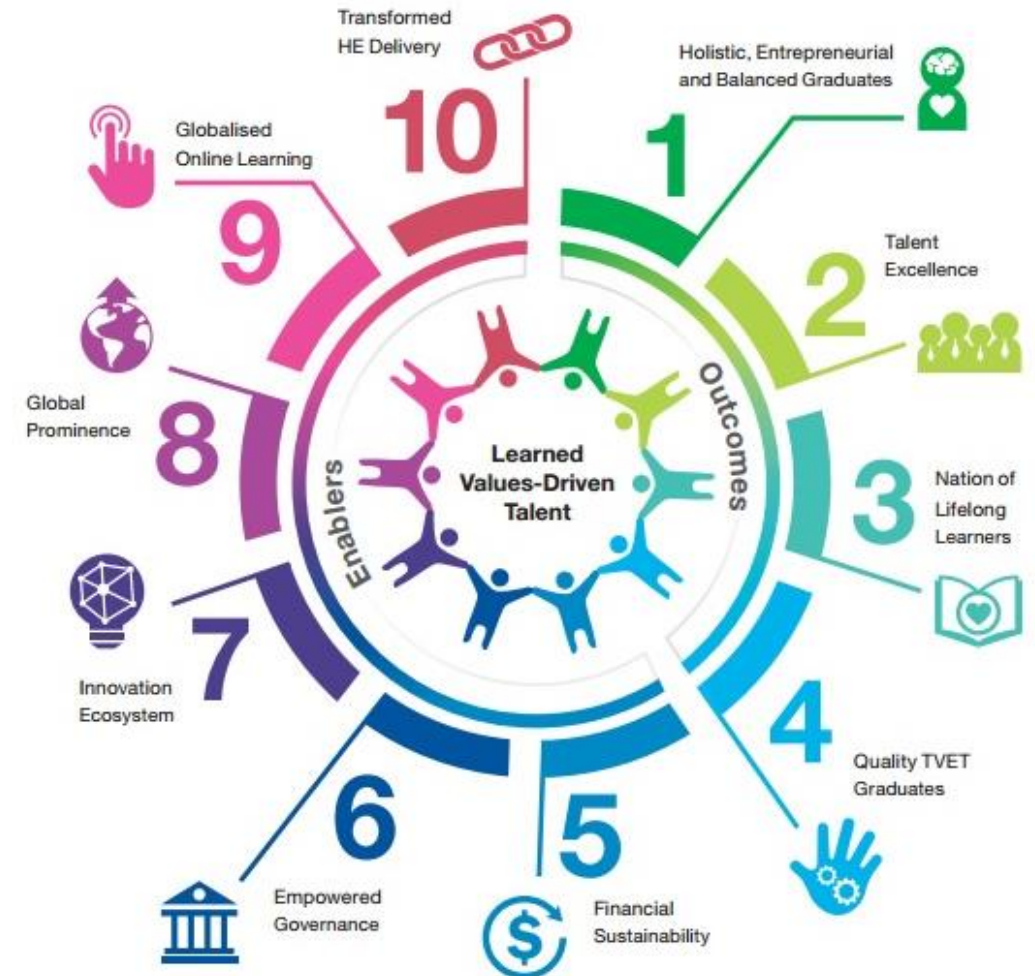 Transformed
HE Delivery
10
Holistic, Entrepreneurial
and Balanced Graduates
1
Talent
Excellence
2
Nation of
Lifelong
Learners
3
Quality TVET
Graduates
4
Financial
Sustainability
5
$
Empowered
Governance
6
Innovation
Ecosystem
7
Global
Prominence
8
Globalised
Online Learning
9
Outcomes
Enablers
Learned
Values-Driven
Talent